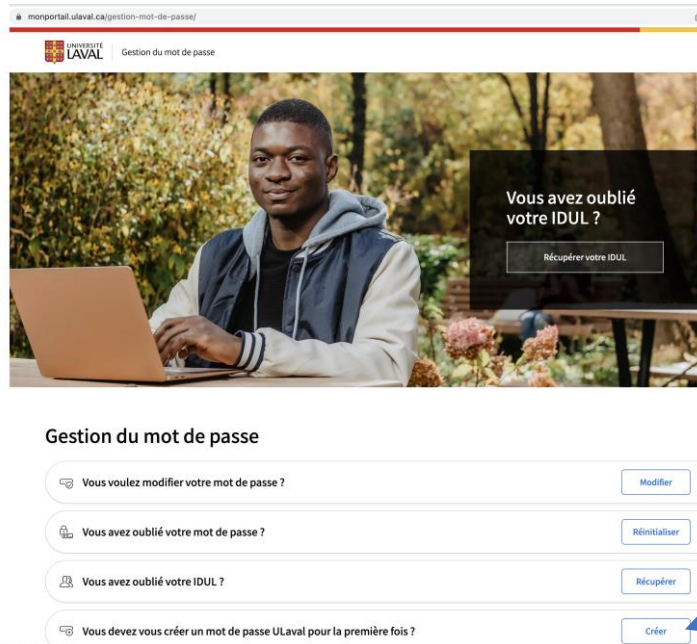 monportail.ulaval.ca/gestion-mot-de-passe/
UNIVERSITÉ
LAVAL
Gestion du mot de passe
Vous avez oublié
votre IDUL ?
Récupérer votre IDUL
Gestion du mot de passe
Vous voulez modifier votre mot de passe ?
Modifier
Vous avez oublié votre mot de passe ?
Réinitialiser
Vous avez oublié votre IDUL ?
Récupérer
Vous devez vous créer un mot de passe ULaval pour la première fois ?
Créer